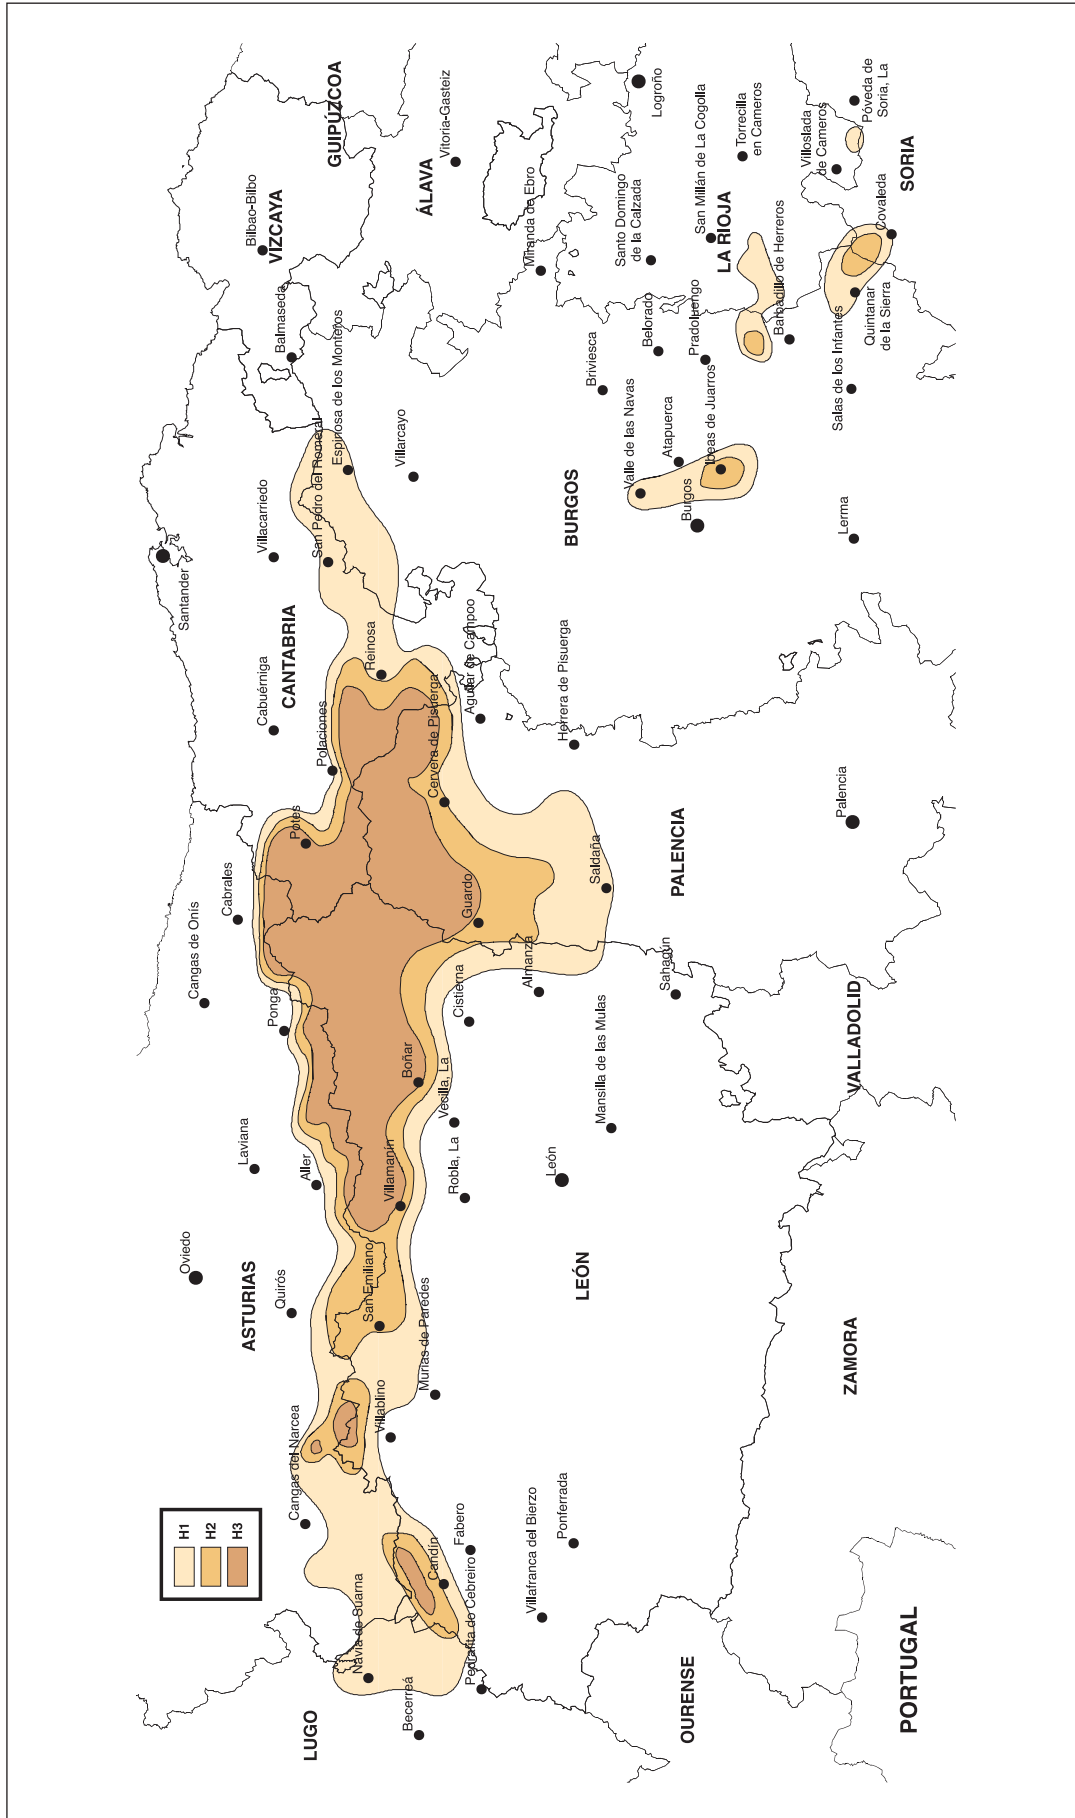 H1
H2
H3
LUGO
Becerreá
Navia de Suarna
Pedrafita do Cebreiro
Candín
Fabero
Cangas del Narcea
Villablino
Murias de Paredes
Villafranca del Bierzo
Ponferrada
OURENSE
PORTUGAL
ZAMORA
ASTURIAS
Oviedo
Quirós
San Emiliano
Aller
Laviana
Villamanín
Robla, La
Vecilla, La
Boñar
León
LEÓN
Mansilla de las Mulas
Ponga
Cangas de Onís
Cabrales
Cistierna
Almanza
Sahagún
VALLADOLID
Guardo
Saldaña
PALENCIA
Palencia
Potes
Polaciones
Cabuérniga
CANTABRIA
Cervera de Pisuerga
Aguilar de Campoo
Herrera de Pisuerga
Reinosa
Santander
Villacarriedo
San Pedro del Romeral
Espinosa de los Monteros
Villarcayo
BURGOS
Burgos
Valle de las Navas
Atapuerca
Ibeas de Juarros
Lerma
Balmaseda
Bilbao-Bilbo
VIZCAYA
GUIPÚZCOA
ÁLAVA
Vitoria-Gasteiz
Miranda de Ebro
Briviesca
Belorado
Pradoluengo
Santo Domingo
de la Calzada
San Millán de La Cogolla
LA RIOJA
Logroño
Torrecilla
en Cameros
Barbadillo de Herreros
Salas de los Infantes
Quintanar
de la Sierra
Covaleda
Villoslada
de Cameros
Póveda de
Soria, La
SORIA